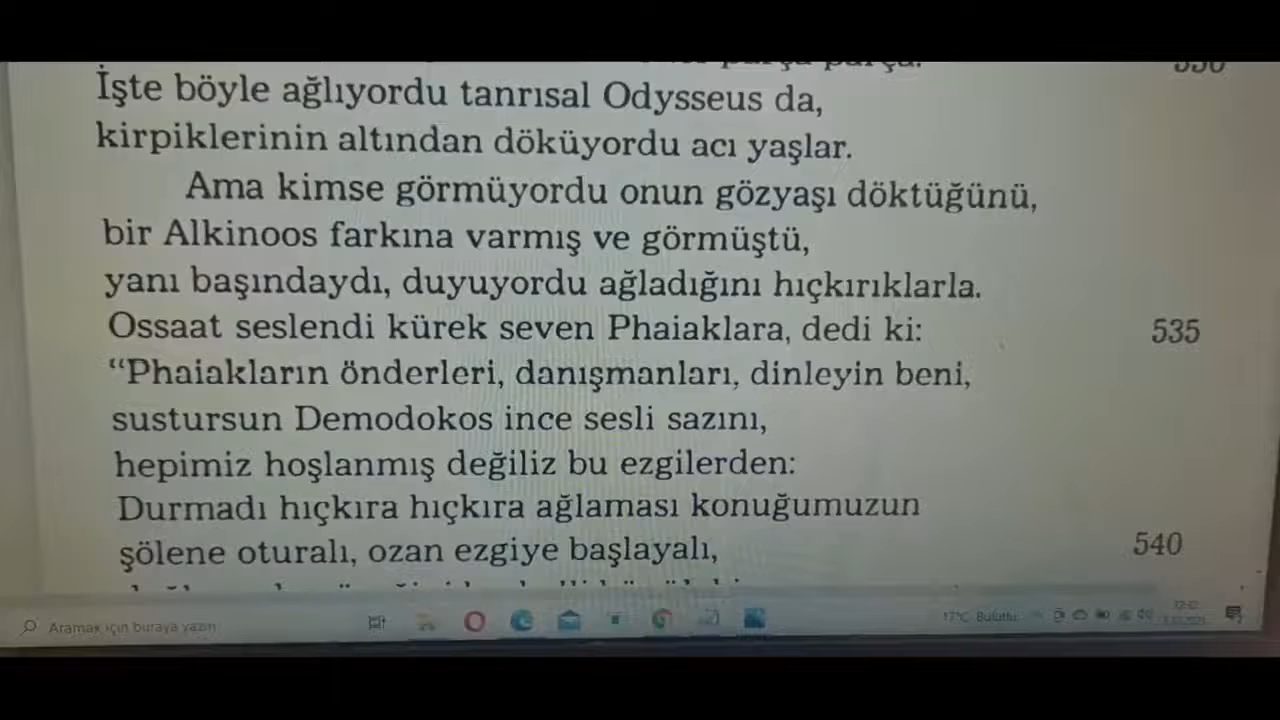 İşte böyle ağlıyordu tanrısal Odysseus da,
kirpiklerinin altından döküyordu acı yaşlar.
Ama kimse görmüyordu onun gözyaşı döktüğünü,
bir Alkinoos farkına varmış ve görmüştü,
yanı başındaydı, duyuyordu ağladığını hıçkırıklarla.
Ossaat seslendi kürek seven Phaiaklara, dedi ki: 535
“Phaiakların önderleri, danışmanları, dinleyin beni,
sustursun Demodokos ince sesli sazını,
hepimiz hoşlanmış değiliz bu ezgilerden:
Durmadı hıçkıra hıçkıra ağlaması konuğumuzun
şölene oturalı, ozan ezgiye başlayalı, 540
Aramak için buraya yazın 17°C Bulutlu